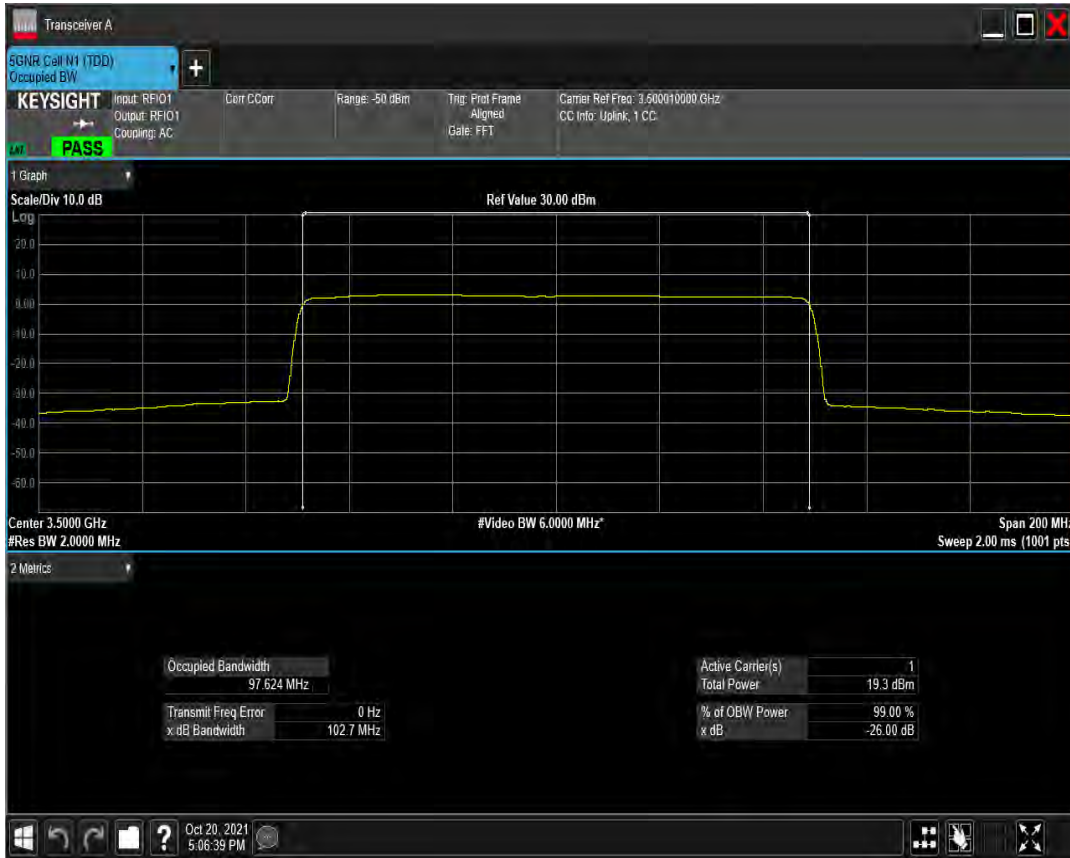 Transceiver A
5GNR Cell N1 (TDD)
Occupied BW
+
KEYSIGHT
Input: RFIO1
Output: RFIO1
Coupling: AC
Corr CCorr
Range: -50 dBm
Trig: Prot Frame
Aligned
Gate: FFT
Carrier Ref Freq: 3.500010000 GHz
CC Info: Uplink, 1 CC
PASS
1 Graph
Scale/Div 10.0 dB
Ref Value 30.00 dBm
Log
20.0
10.0
0.00
-10.0
-20.0
-30.0
-40.0
-50.0
-60.0
Center 3.5000 GHz
#Video BW 6.0000 MHz*
Span 200 MHz
#Res BW 2.0000 MHz
Sweep 2.00 ms (1001 pts
2 Metrics
Occupied Bandwidth
97.624 MHz
Transmit Freq Error 0 Hz
x dB Bandwidth 102.7 MHz
Active Carrier(s) 1
Total Power 19.3 dBm
% of OBW Power 99.00 %
x dB -26.00 dB
?
Oct 20, 2021
5:06:39 PM